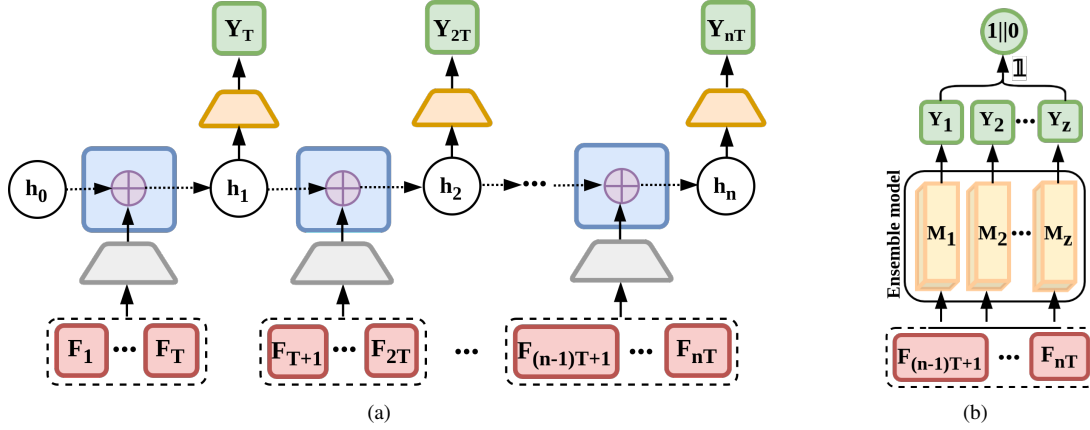 Y_T Y_2T Y_nT
h_0 h_1 h_2 ... h_n
F_1 ... F_T F_T+1 ... F_2T ... F_(n-1)T+1 ... F_nT
(a)
1||0
𝟙
Y_1 Y_2 ... Y_z
Ensemble model
M_1 M_2 ... M_z
F_(n-1)T+1 ... F_nT
(b)